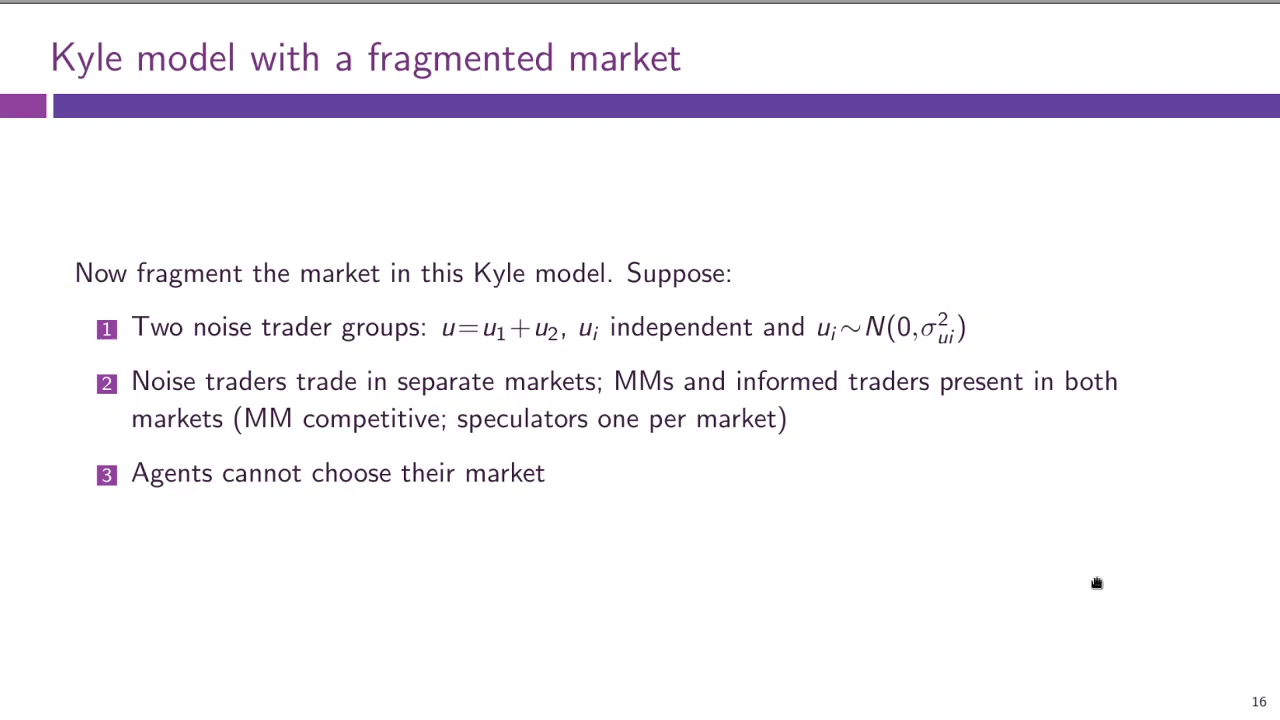 Kyle model with a fragmented market
Now fragment the market in this Kyle model. Suppose:
1 Two noise trader groups: u=u₁+u₂, uᵢ independent and uᵢ∼N(0,σ²ᵤᵢ)
2 Noise traders trade in separate markets; MMs and informed traders present in both
markets (MM competitive; speculators one per market)
3 Agents cannot choose their market
16